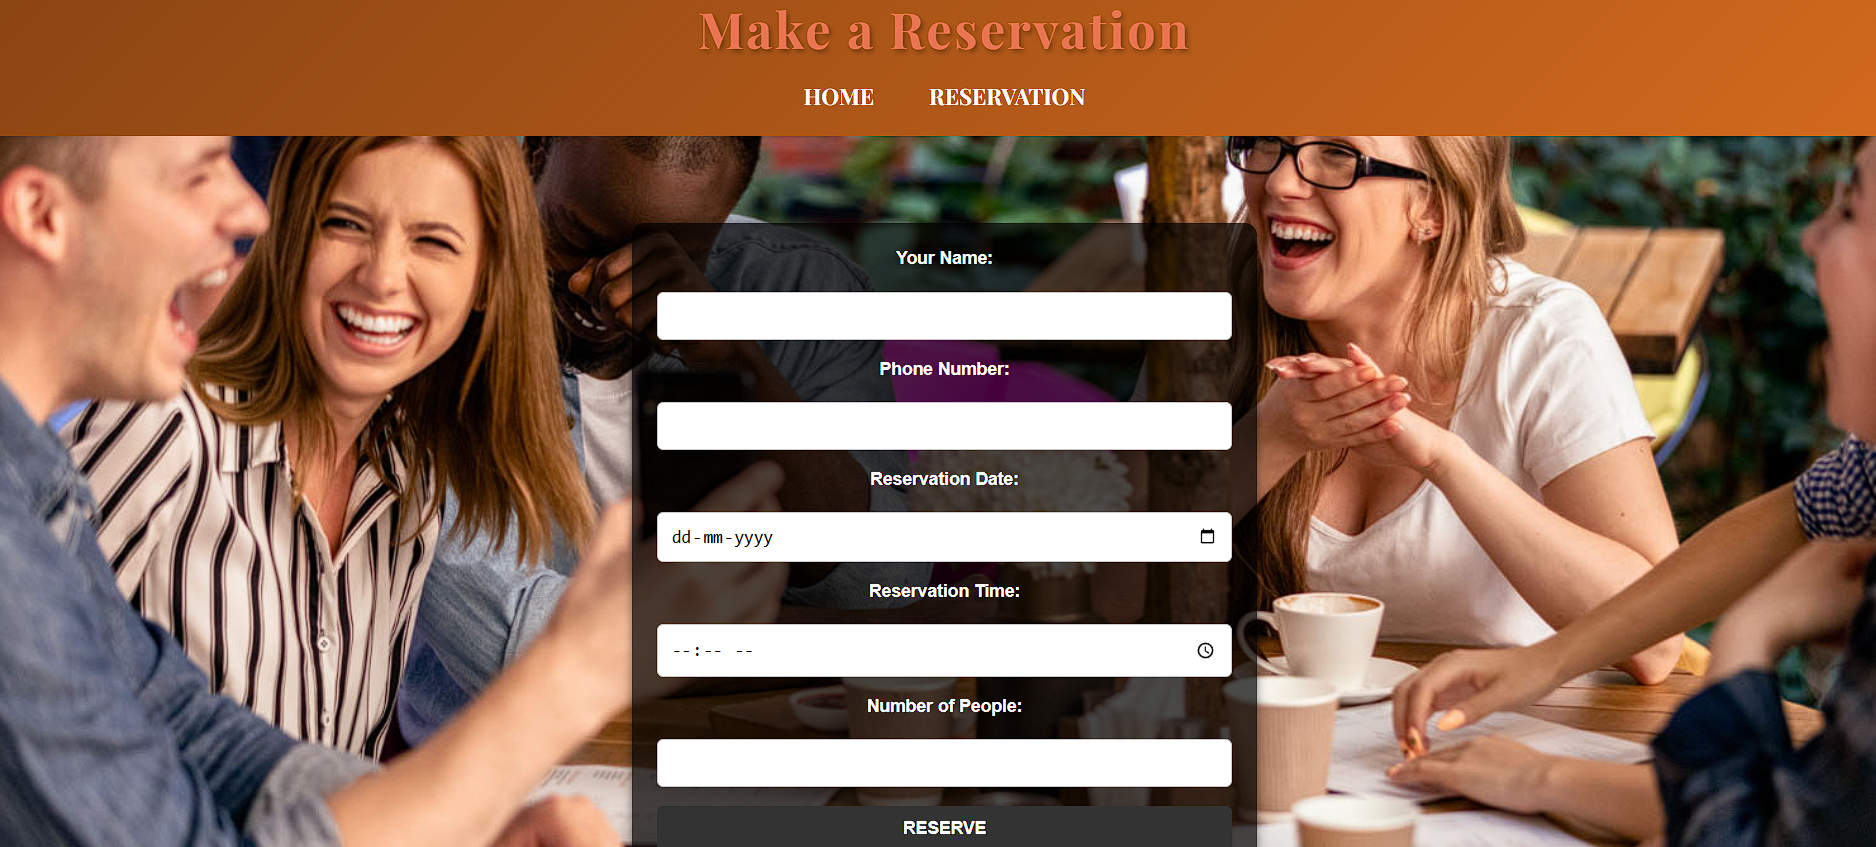 Make a Reservation
HOME RESERVATION
Your Name:
Phone Number:
Reservation Date:
dd-mm-yyyy
Reservation Time:
--:-- --
Number of People:
RESERVE